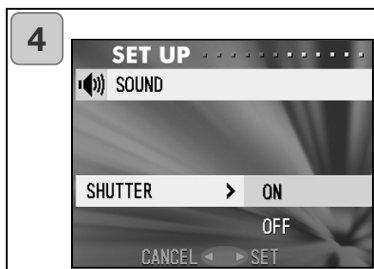 4
SET UP
SOUND
SHUTTER > ON
OFF
CANCEL ◄ ► SET